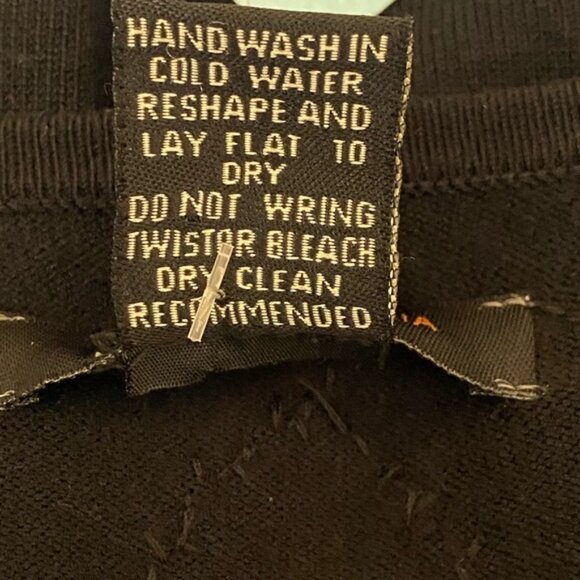 HAND WASH IN
COLD WATER
RESHAPE AND
LAY FLAT TO
DRY
DO NOT WRING
TWIST OR BLEACH
DRY CLEAN
RECOMMENDED